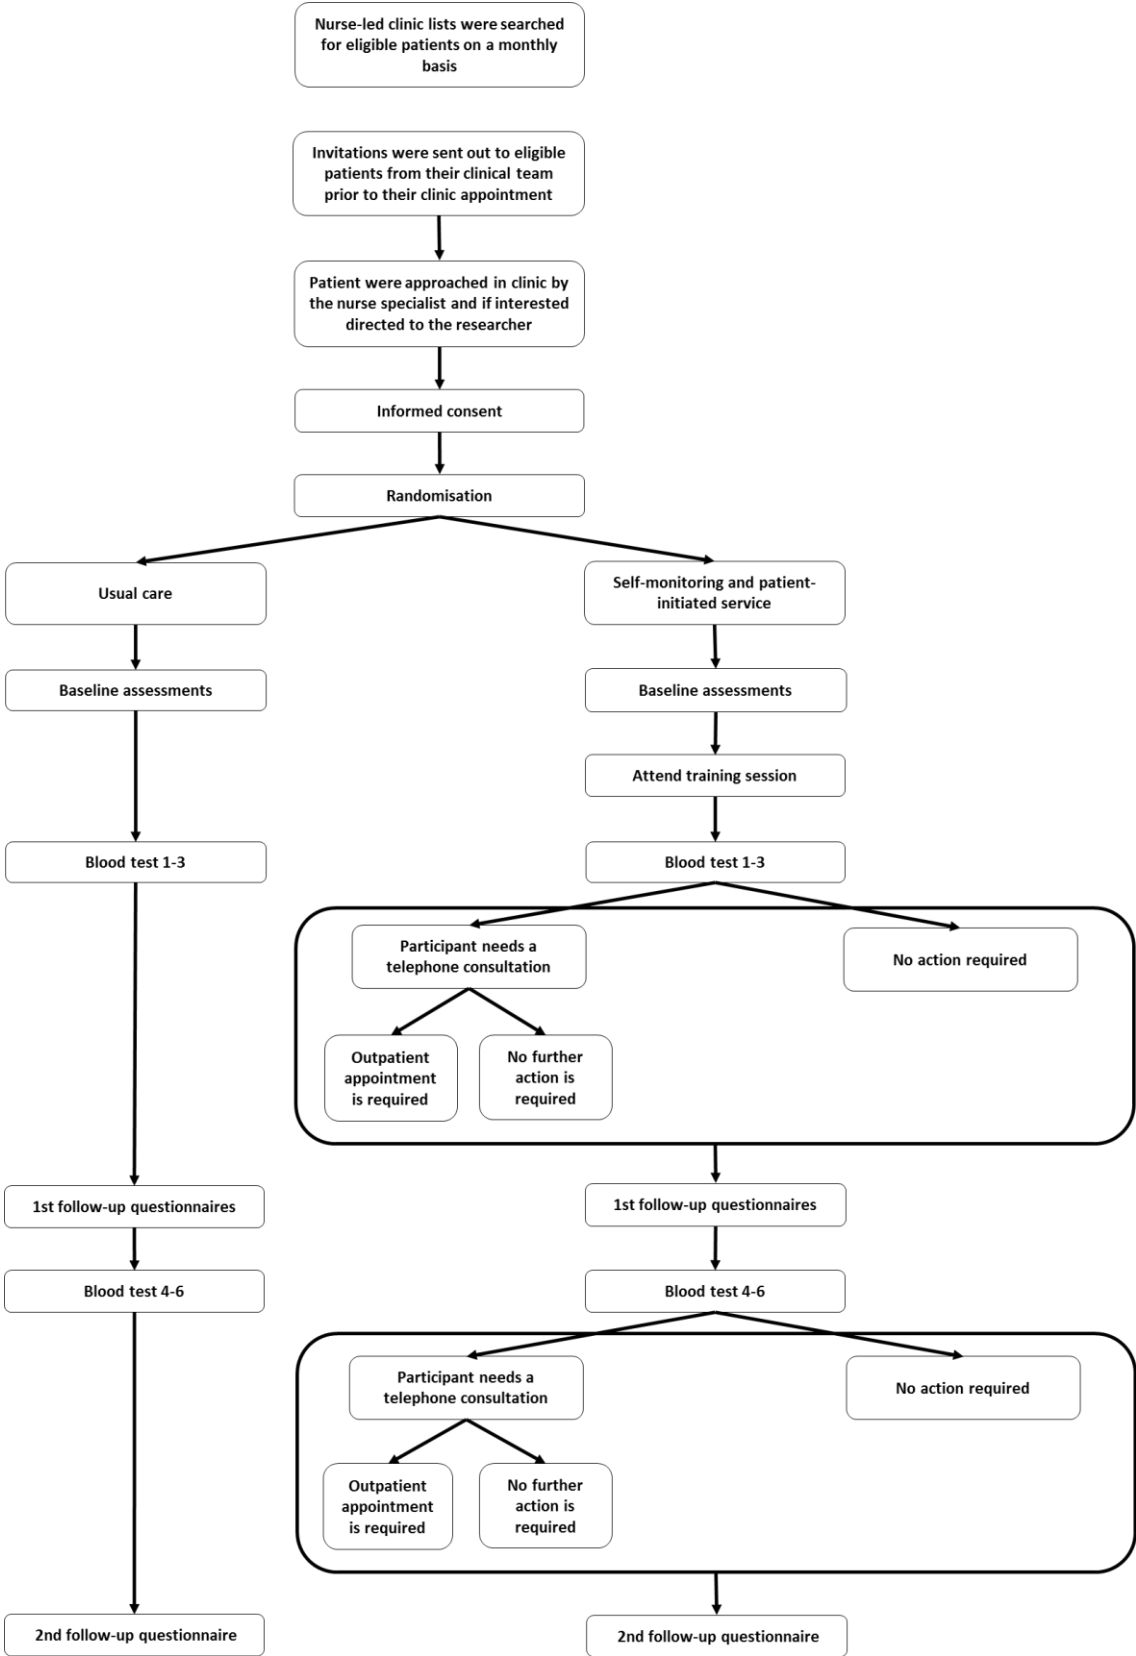 Nurse-led clinic lists were searched
for eligible patients on a monthly
basis
Invitations were sent out to eligible
patients from their clinical team
prior to their clinic appointment
Patient were approached in clinic by
the nurse specialist and if interested
directed to the researcher
Informed consent
Randomisation
Usual care
Self-monitoring and patient-
initiated service
Baseline assessments
Baseline assessments
Attend training session
Blood test 1-3
Blood test 1-3
Participant needs a
telephone consultation
No action required
Outpatient
appointment
is required
No further
action is
required
1st follow-up questionnaires
1st follow-up questionnaires
Blood test 4-6
Blood test 4-6
Participant needs a
telephone consultation
No action required
Outpatient
appointment
is required
No further
action is
required
2nd follow-up questionnaire
2nd follow-up questionnaire